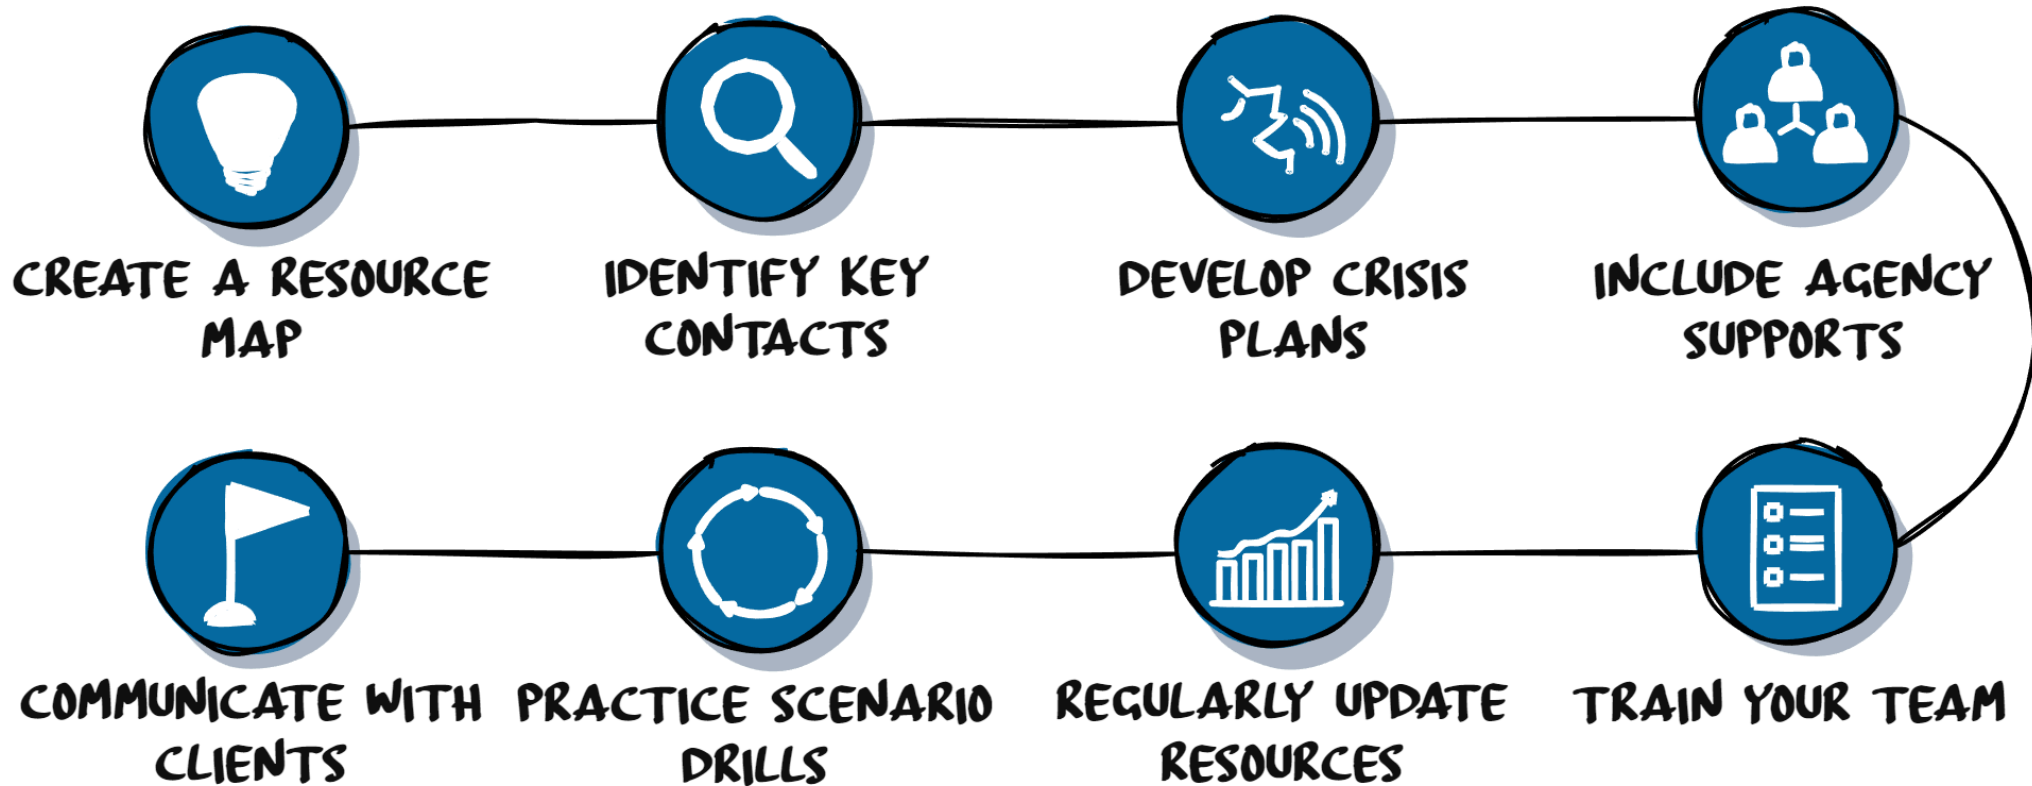 CREATE A RESOURCE
MAP
IDENTIFY KEY
CONTACTS
DEVELOP CRISIS
PLANS
INCLUDE AGENCY
SUPPORTS
TRAIN YOUR TEAM
REGULARLY UPDATE
RESOURCES
PRACTICE SCENARIO
DRILLS
COMMUNICATE WITH
CLIENTS